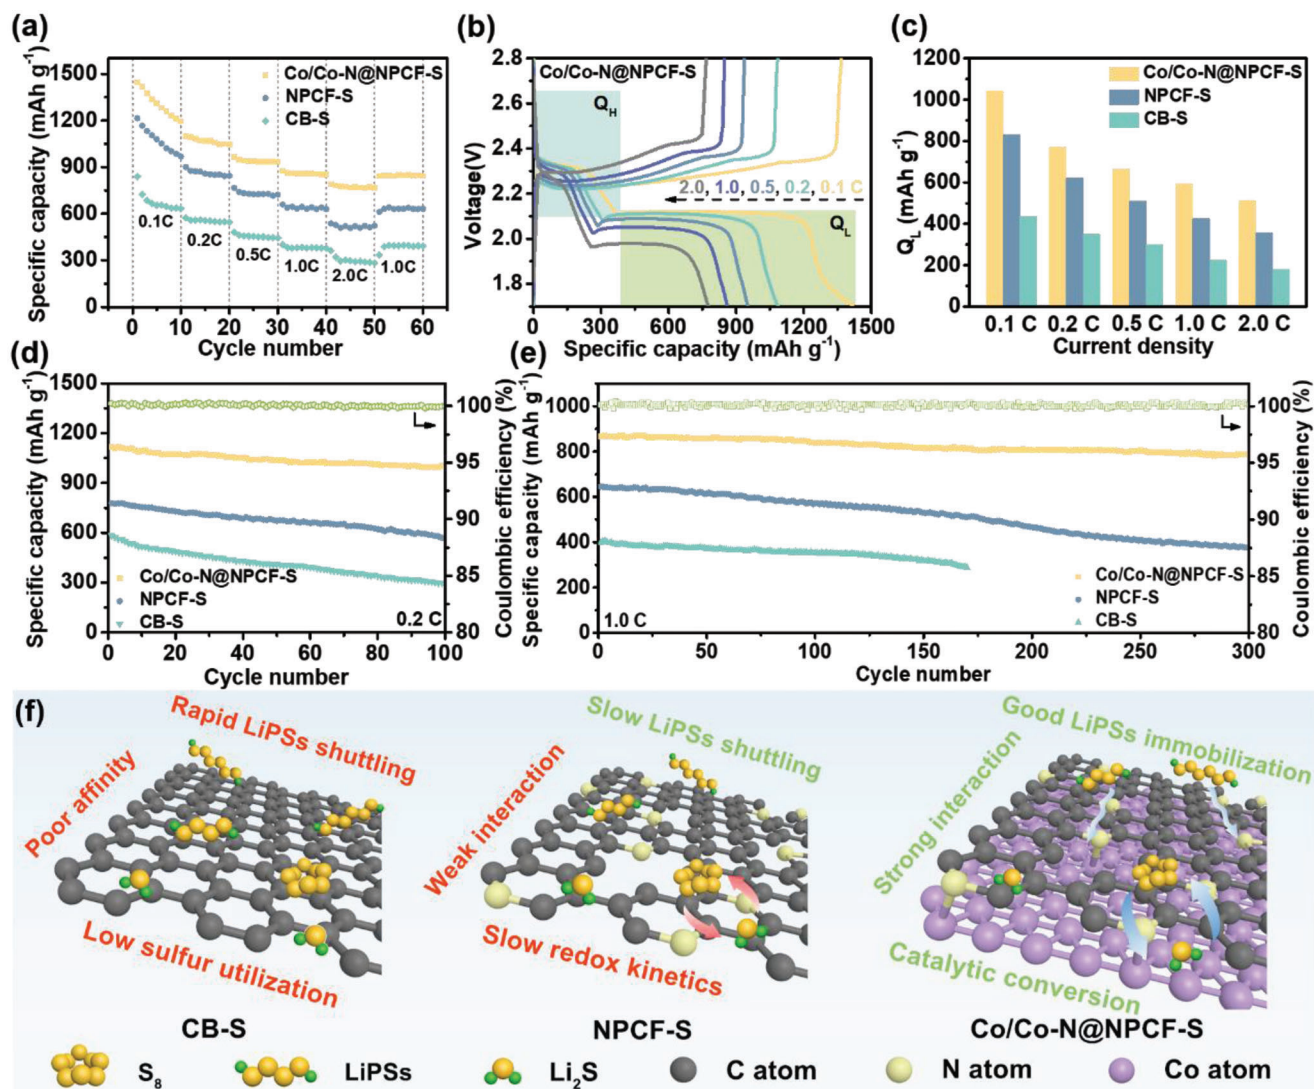 (a)
Specific capacity (mAh g⁻¹)
1500
1200
900
600
300
0
Co/Co-N@NPCF-S
NPCF-S
CB-S
0.1C
0.2C
0.5C
1.0C
2.0C
1.0C
0 10 20 30 40 50 60
Cycle number
(b)
Voltage(V)
2.8
2.6
2.4
2.2
2.0
1.8
Co/Co-N@NPCF-S
Q_H
2.0, 1.0, 0.5, 0.2, 0.1 C
Q_L
0 300 600 900 1200 1500
Specific capacity (mAh g⁻¹)
(c)
Q_L (mAh g⁻¹)
1200
1000
800
600
400
200
0
Co/Co-N@NPCF-S
NPCF-S
CB-S
0.1 C 0.2 C 0.5 C 1.0 C 2.0 C
Current density
(d)
Specific capacity (mAh g⁻¹)
1500
1200
900
600
300
0
Co/Co-N@NPCF-S
NPCF-S
CB-S
0.2 C
100
95
90
85
80
Coulombic efficiency (%)
0 20 40 60 80 100
Cycle number
(e)
Specific capacity (mAh g⁻¹)
1000
800
600
400
200
0
1.0 C
Co/Co-N@NPCF-S
NPCF-S
CB-S
100
95
90
85
80
Coulombic efficiency (%)
0 50 100 150 200 250 300
Cycle number
(f)
Rapid LiPSs shuttling
Poor affinity
Low sulfur utilization
CB-S
Slow LiPSs shuttling
Weak interaction
Slow redox kinetics
NPCF-S
Good LiPSs immobilization
Strong interaction
Catalytic conversion
Co/Co-N@NPCF-S
S₈ LiPSs Li₂S C atom N atom Co atom